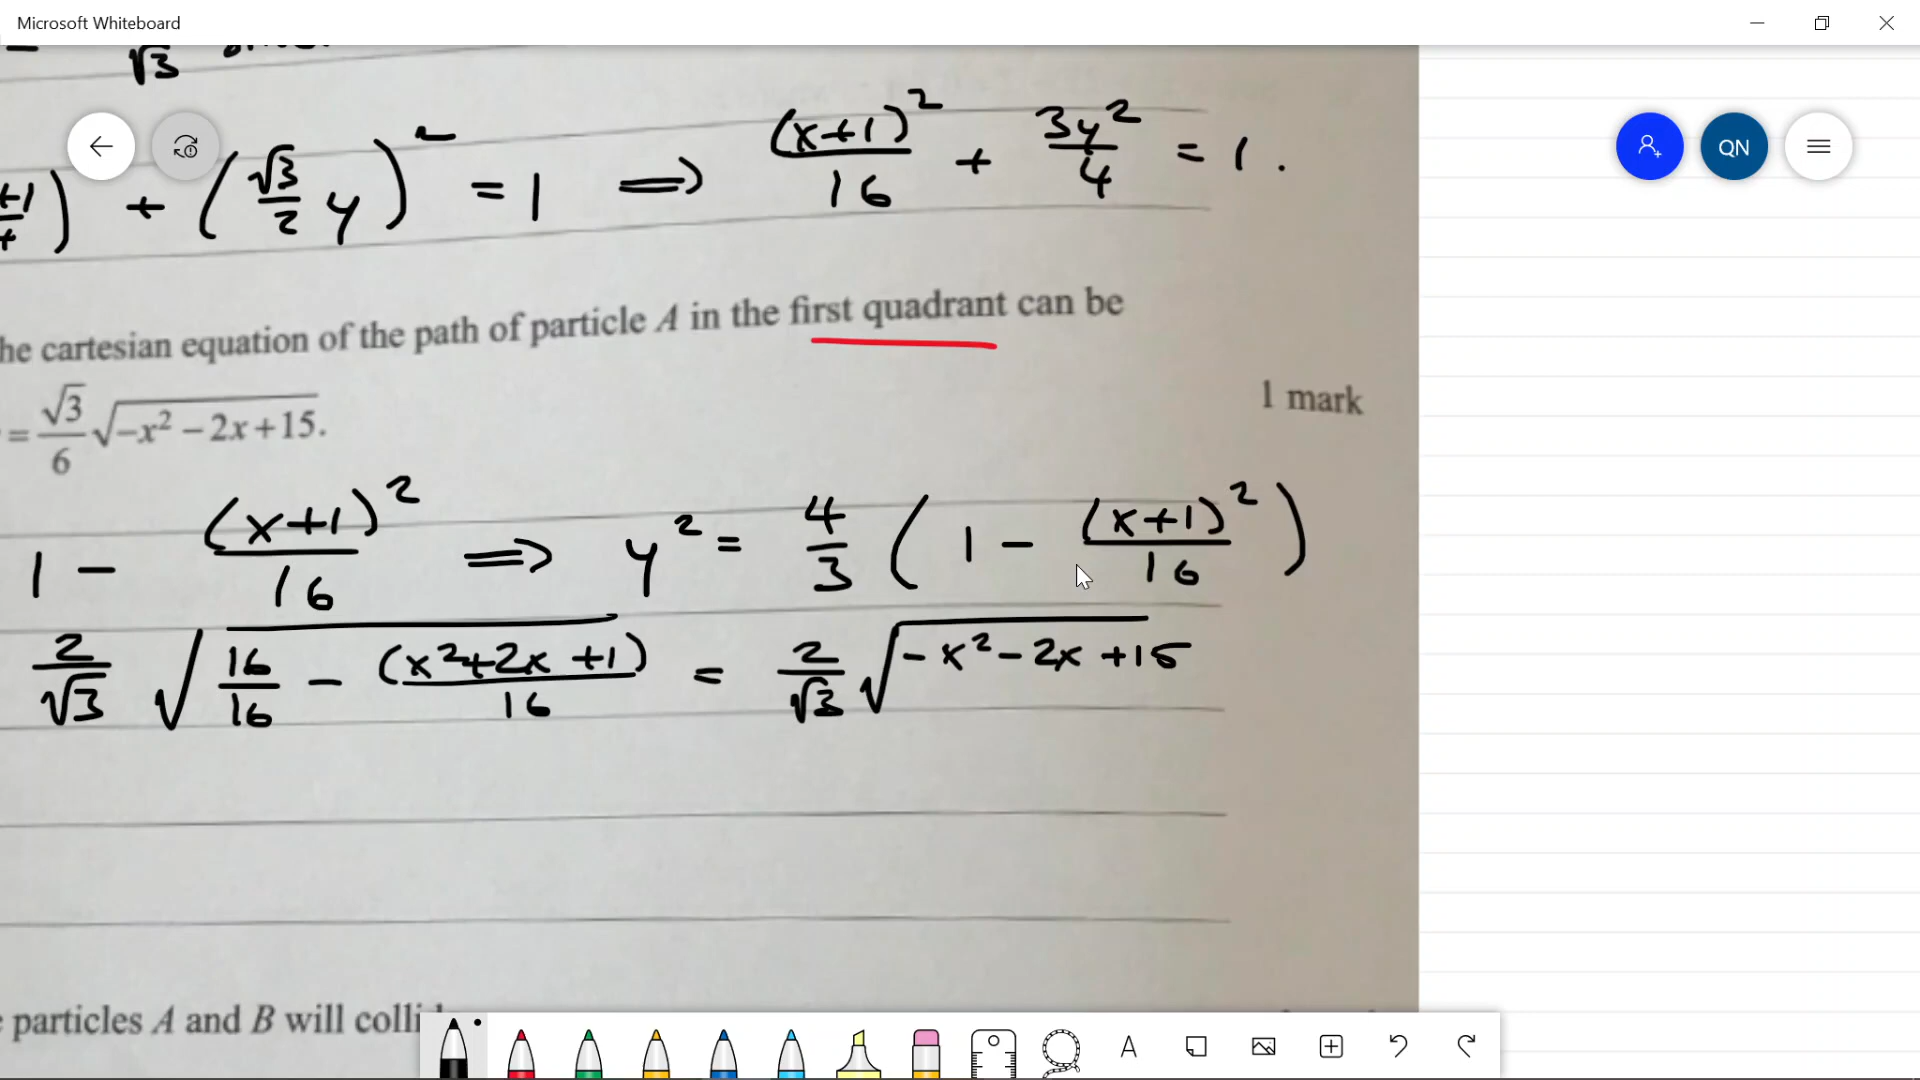 Microsoft Whiteboard
√3
+ (√3/2 y)² = 1 ⟹ (x+1)²/16 + 3y²/4 = 1 .
he cartesian equation of the path of particle A in the first quadrant can be
= √3/6 √(-x² – 2x+15).
1 mark
1 - (x+1)²/16 ⟹ y² = 4/3 (1 - (x+1)²/16)
2/√3 √(16/16 - (x²+2x+1)/16) = 2/√3 √(-x²-2x+15)
particles A and B will colli
QN
A